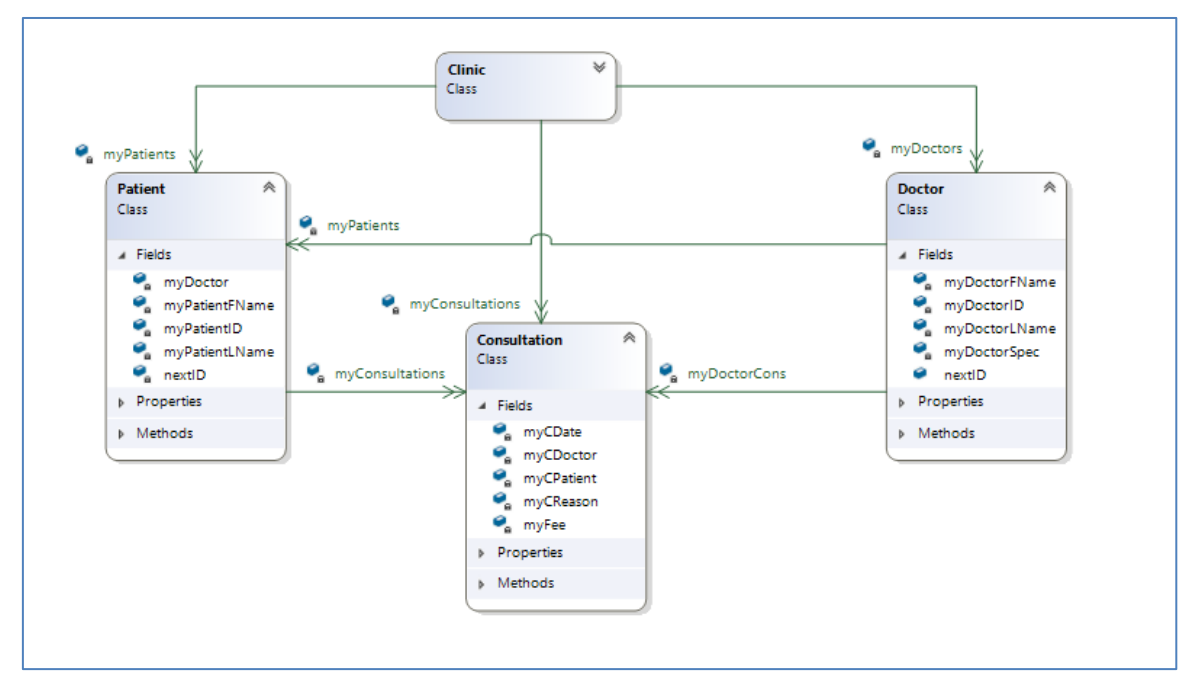 Clinic
Class
myPatients
myDoctors
Patient
Class
Fields
myDoctor
myPatientFName
myPatientID
myPatientLName
nextID
Properties
Methods
myPatients
Doctor
Class
Fields
myDoctorFName
myDoctorID
myDoctorLName
myDoctorSpec
nextID
Properties
Methods
myConsultations
myConsultations
myDoctorCons
Consultation
Class
Fields
myCDate
myCDoctor
myCPatient
myCReason
myFee
Properties
Methods